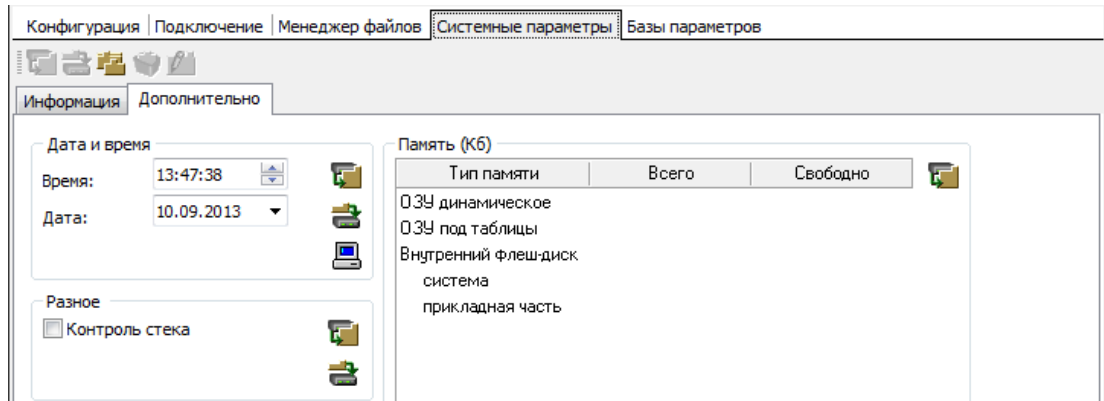 Конфигурация Подключение Менеджер файлов Системные параметры Базы параметров
Информация Дополнительно
Дата и время
Время: 13:47:38
Дата: 10.09.2013
Разное
Контроль стека
Память (Кб)
Тип памяти Всего Свободно
ОЗУ динамическое
ОЗУ под таблицы
Внутренний флеш-диск
система
прикладная часть